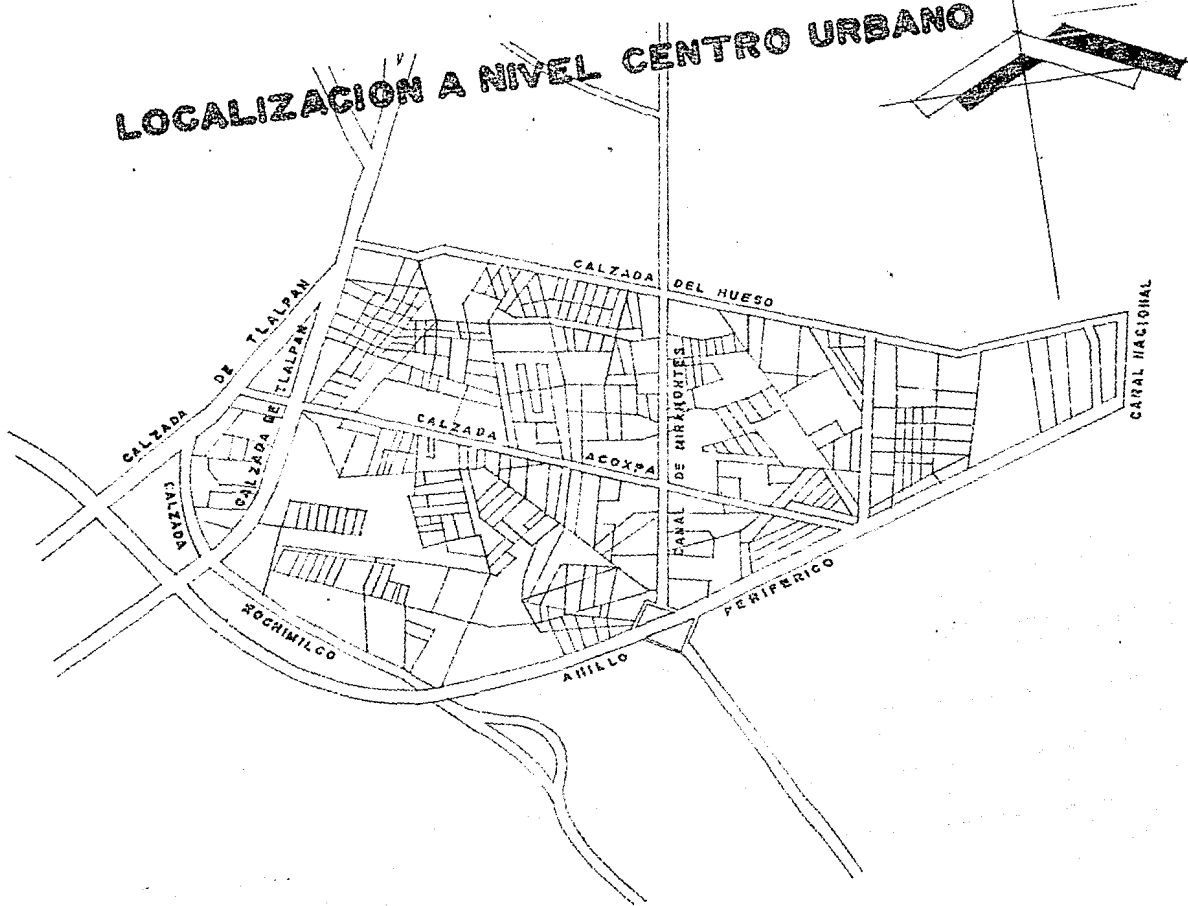 LOCALIZACION A NIVEL CENTRO URBANO
CALZADA DEL HUESO
CALZADA DE TLALPAN
CALZADA DE TLALPAN
CANAL NACIONAL
CANAL DE MIRAMONTES
CALZADA ACOXPA
CALZADA
XOCHIMILCO
ANILLO PERIFERICO